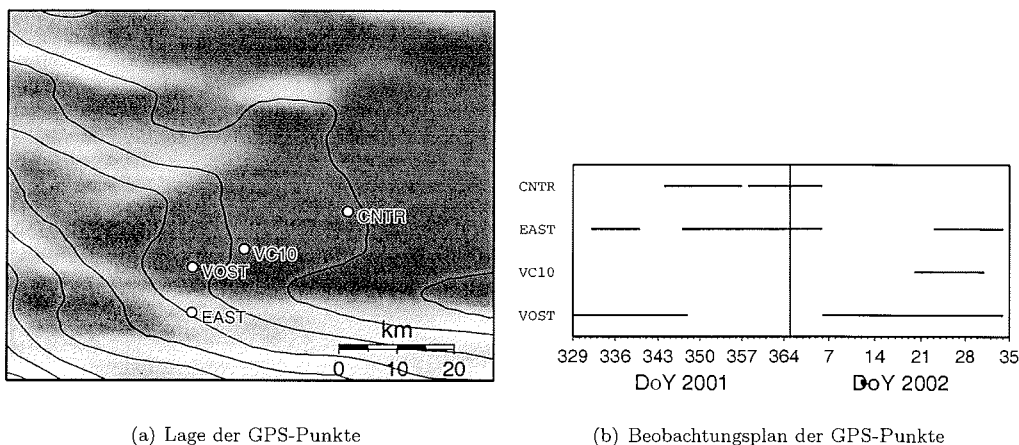 CNTR
VC10
VOST
EAST
km
0 10 20
CNTR
EAST
VC10
VOST
329 336 343 350 357 364 7 14 21 28 35
DoY 2001 DoY 2002
(a) Lage der GPS-Punkte (b) Beobachtungsplan der GPS-Punkte